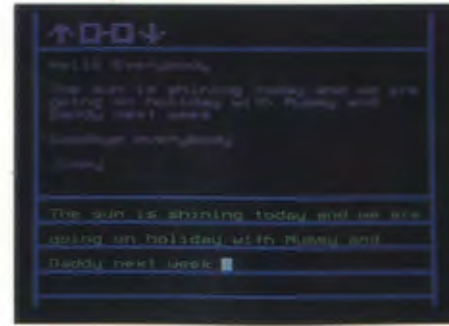 Hello Everybody,
The sun is shining today and we are
going on holiday with Mummy and
Daddy next week
Goodbye everybody
The sun is shining today and we are
going on holiday with Mummy and
Daddy next week